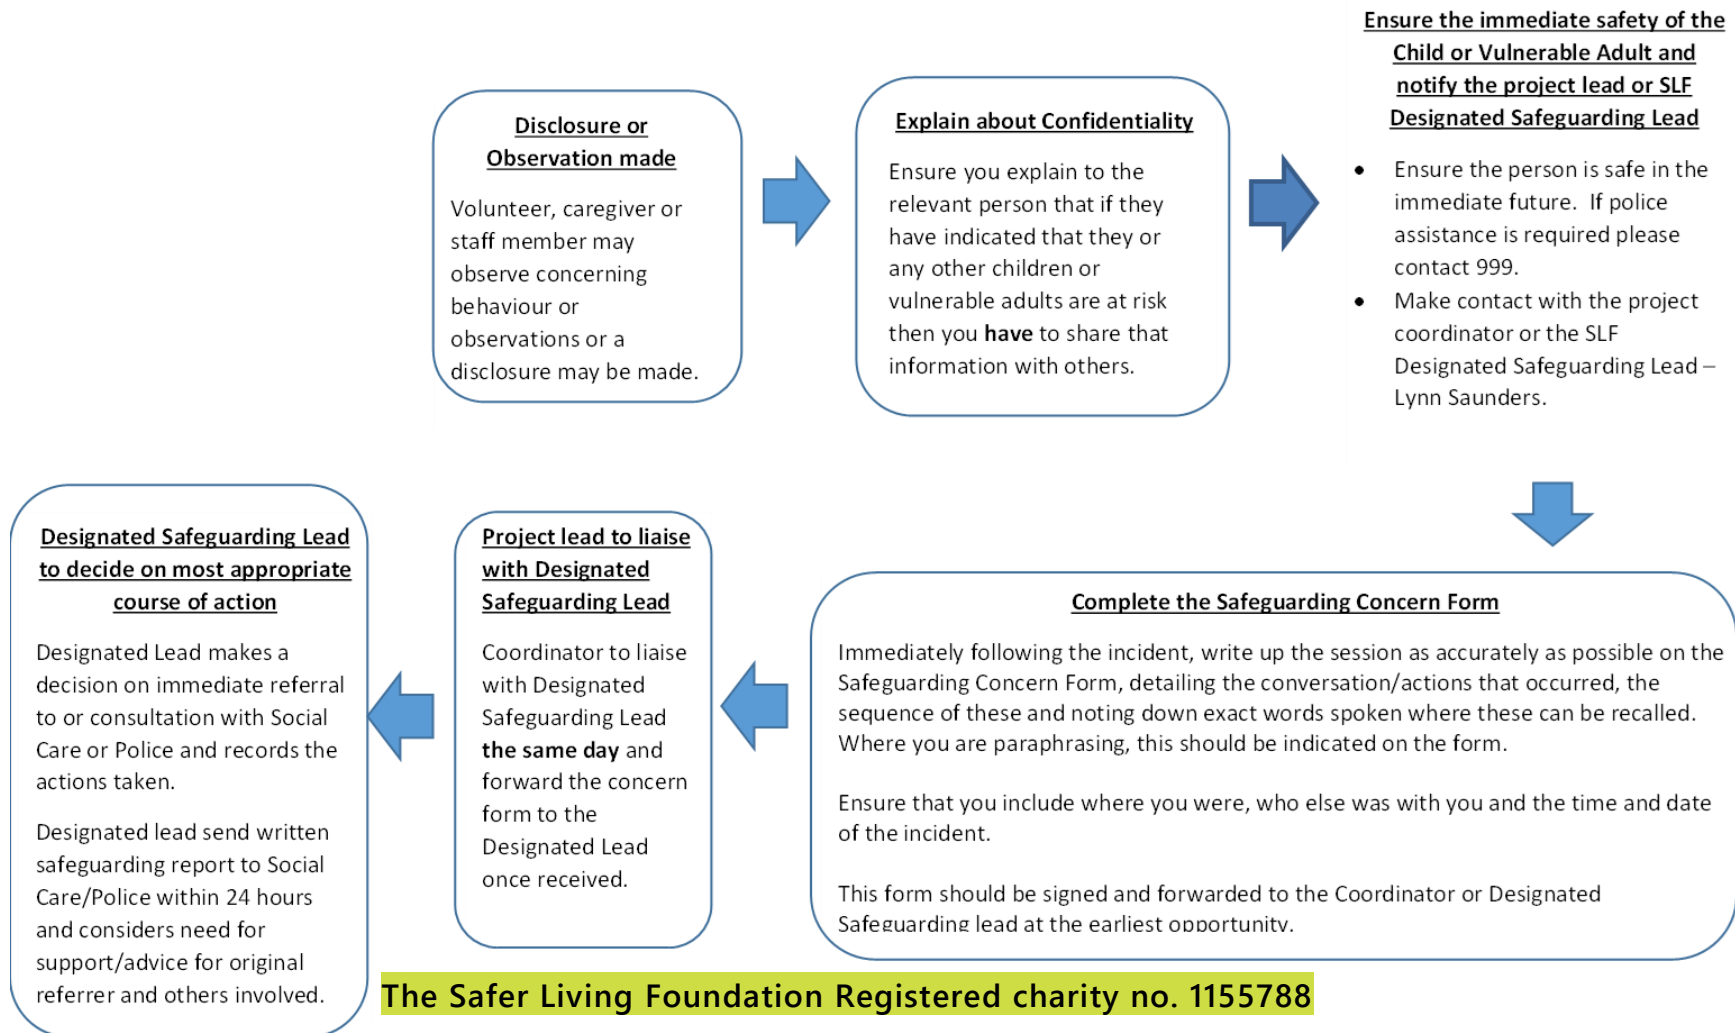 Disclosure or
Observation made
Volunteer, caregiver or
staff member may
observe concerning
behaviour or
observations or a
disclosure may be made.
Explain about Confidentiality
Ensure you explain to the
relevant person that if they
have indicated that they or
any other children or
vulnerable adults are at risk
then you have to share that
information with others.
Ensure the immediate safety of the
Child or Vulnerable Adult and
notify the project lead or SLF
Designated Safeguarding Lead
• Ensure the person is safe in the
immediate future. If police
assistance is required please
contact 999.
• Make contact with the project
coordinator or the SLF
Designated Safeguarding Lead –
Lynn Saunders.
Complete the Safeguarding Concern Form
Immediately following the incident, write up the session as accurately as possible on the
Safeguarding Concern Form, detailing the conversation/actions that occurred, the
sequence of these and noting down exact words spoken where these can be recalled.
Where you are paraphrasing, this should be indicated on the form.
Ensure that you include where you were, who else was with you and the time and date
of the incident.
This form should be signed and forwarded to the Coordinator or Designated
Safeguarding lead at the earliest opportunity.
Project lead to liaise
with Designated
Safeguarding Lead
Coordinator to liaise
with Designated
Safeguarding Lead
the same day and
forward the concern
form to the
Designated Lead
once received.
Designated Safeguarding Lead
to decide on most appropriate
course of action
Designated Lead makes a
decision on immediate referral
to or consultation with Social
Care or Police and records the
actions taken.
Designated lead send written
safeguarding report to Social
Care/Police within 24 hours
and considers need for
support/advice for original
referrer and others involved.
The Safer Living Foundation Registered charity no. 1155788